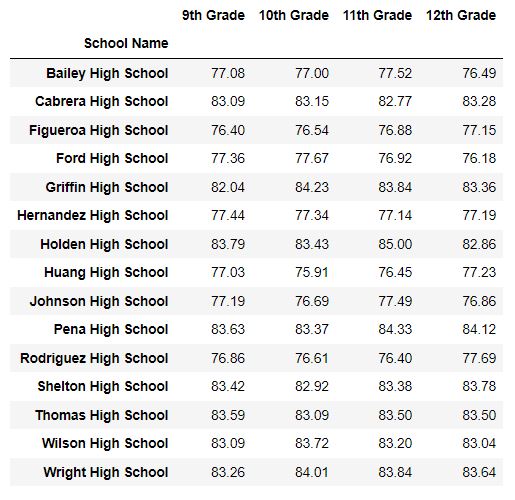 9th Grade 10th Grade 11th Grade 12th Grade
School Name
Bailey High School 77.08 77.00 77.52 76.49
Cabrera High School 83.09 83.15 82.77 83.28
Figueroa High School 76.40 76.54 76.88 77.15
Ford High School 77.36 77.67 76.92 76.18
Griffin High School 82.04 84.23 83.84 83.36
Hernandez High School 77.44 77.34 77.14 77.19
Holden High School 83.79 83.43 85.00 82.86
Huang High School 77.03 75.91 76.45 77.23
Johnson High School 77.19 76.69 77.49 76.86
Pena High School 83.63 83.37 84.33 84.12
Rodriguez High School 76.86 76.61 76.40 77.69
Shelton High School 83.42 82.92 83.38 83.78
Thomas High School 83.59 83.09 83.50 83.50
Wilson High School 83.09 83.72 83.20 83.04
Wright High School 83.26 84.01 83.84 83.64